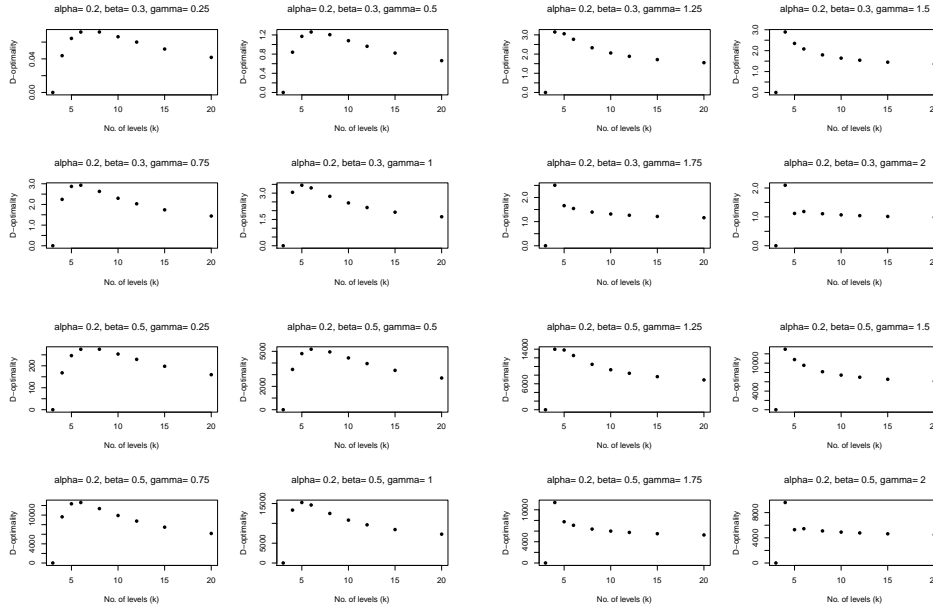 alpha= 0.2, beta= 0.3, gamma= 0.25
D−optimality
0.00 0.04
5 10 15 20
No. of levels (k)
alpha= 0.2, beta= 0.3, gamma= 0.5
D−optimality
0.0 0.4 0.8 1.2
5 10 15 20
No. of levels (k)
alpha= 0.2, beta= 0.3, gamma= 1.25
D−optimality
0.0 1.0 2.0 3.0
5 10 15 20
No. of levels (k)
alpha= 0.2, beta= 0.3, gamma= 1.5
D−optimality
0.0 1.0 2.0 3.0
5 10 15
No. of levels (k)
alpha= 0.2, beta= 0.3, gamma= 0.75
D−optimality
0.0 1.0 2.0 3.0
5 10 15 20
No. of levels (k)
alpha= 0.2, beta= 0.3, gamma= 1
D−optimality
0.0 1.5 3.0
5 10 15 20
No. of levels (k)
alpha= 0.2, beta= 0.3, gamma= 1.75
D−optimality
0.0 1.0 2.0
5 10 15 20
No. of levels (k)
alpha= 0.2, beta= 0.3, gamma= 2
D−optimality
0.0 1.0 2.0
5 10 15
No. of levels (k)
alpha= 0.2, beta= 0.5, gamma= 0.25
D−optimality
0 100 200
5 10 15 20
No. of levels (k)
alpha= 0.2, beta= 0.5, gamma= 0.5
D−optimality
0 2000 5000
5 10 15 20
No. of levels (k)
alpha= 0.2, beta= 0.5, gamma= 1.25
D−optimality
0 6000 14000
5 10 15 20
No. of levels (k)
alpha= 0.2, beta= 0.5, gamma= 1.5
D−optimality
0 4000 10000
5 10 15
No. of levels (k)
alpha= 0.2, beta= 0.5, gamma= 0.75
D−optimality
0 4000 10000
5 10 15 20
No. of levels (k)
alpha= 0.2, beta= 0.5, gamma= 1
D−optimality
0 5000 15000
5 10 15 20
No. of levels (k)
alpha= 0.2, beta= 0.5, gamma= 1.75
D−optimality
0 4000 10000
5 10 15 20
No. of levels (k)
alpha= 0.2, beta= 0.5, gamma= 2
D−optimality
0 4000 8000
5 10 15
No. of levels (k)